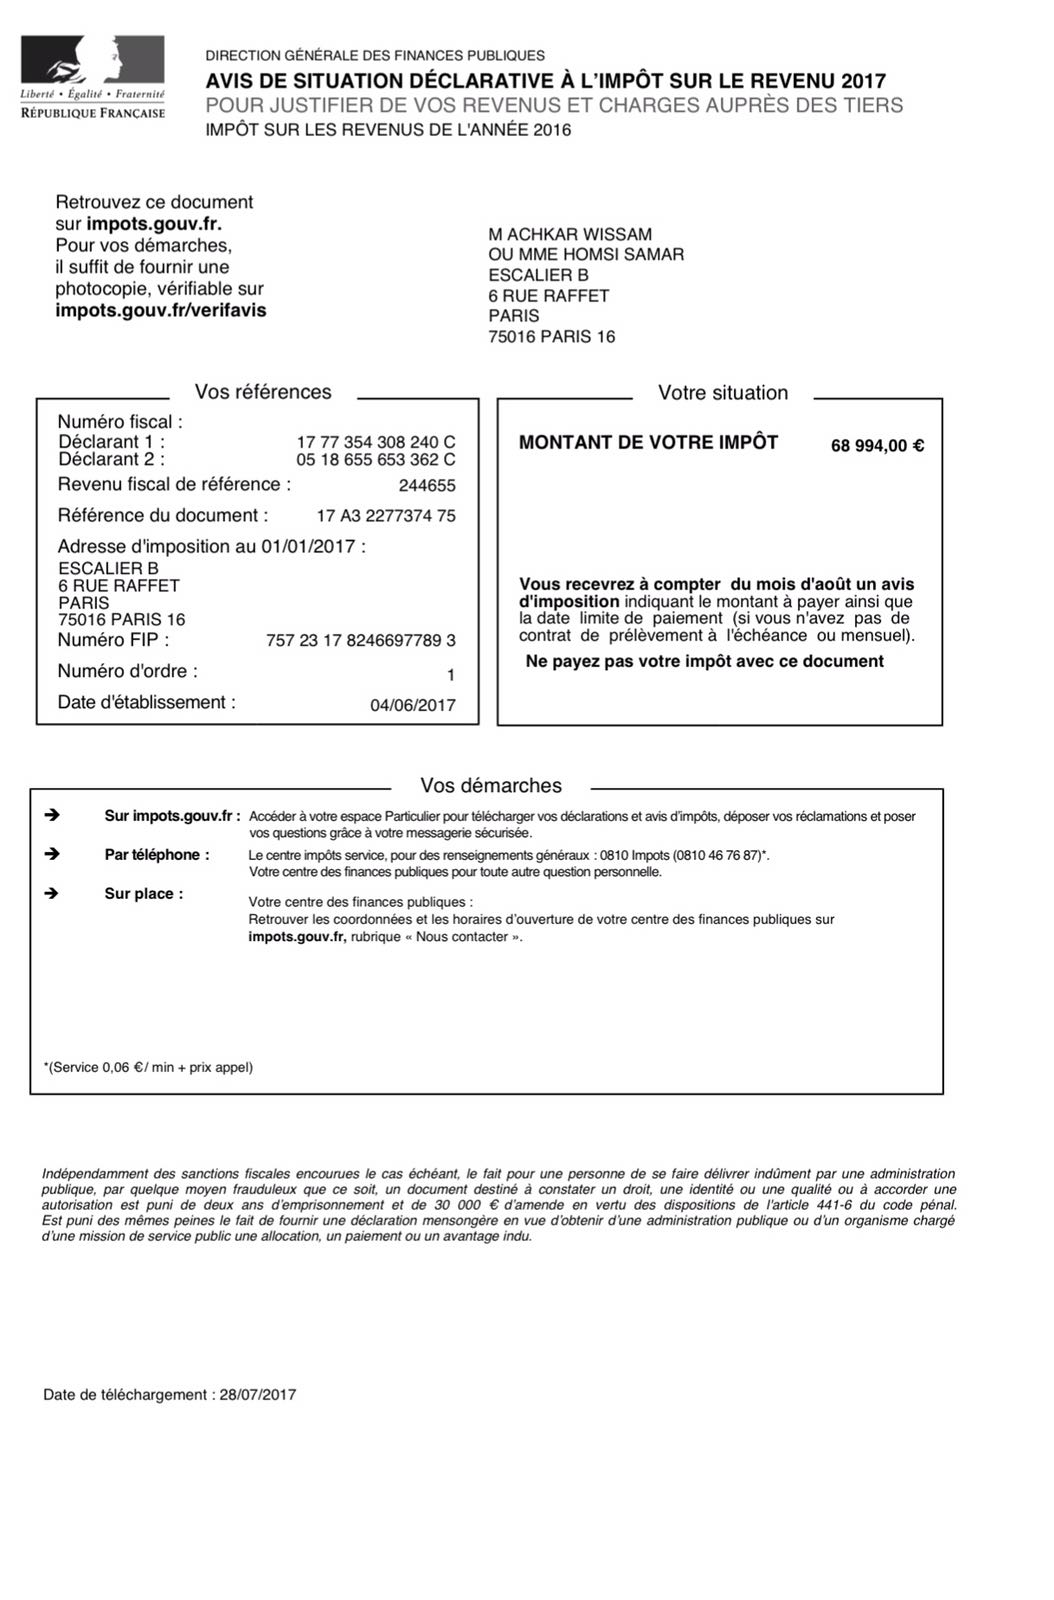 Liberté • Égalité • Fraternité
RÉPUBLIQUE FRANÇAISE
DIRECTION GÉNÉRALE DES FINANCES PUBLIQUES
AVIS DE SITUATION DÉCLARATIVE À L'IMPÔT SUR LE REVENU 2017
POUR JUSTIFIER DE VOS REVENUS ET CHARGES AUPRÈS DES TIERS
IMPÔT SUR LES REVENUS DE L'ANNÉE 2016
Retrouvez ce document
sur impots.gouv.fr.
Pour vos démarches,
il suffit de fournir une
photocopie, vérifiable sur
impots.gouv.fr/verifavis
M ACHKAR WISSAM
OU MME HOMSI SAMAR
ESCALIER B
6 RUE RAFFET
PARIS
75016 PARIS 16
Vos références
Numéro fiscal :
Déclarant 1 : 17 77 354 308 240 C
Déclarant 2 : 05 18 655 653 362 C
Revenu fiscal de référence : 244655
Référence du document : 17 A3 2277374 75
Adresse d'imposition au 01/01/2017 :
ESCALIER B
6 RUE RAFFET
PARIS
75016 PARIS 16
Numéro FIP : 757 23 17 8246697789 3
Numéro d'ordre : 1
Date d'établissement : 04/06/2017
Votre situation
MONTANT DE VOTRE IMPÔT 68 994,00 €
Vous recevrez à compter du mois d'août un avis
d'imposition indiquant le montant à payer ainsi que
la date limite de paiement (si vous n'avez pas de
contrat de prélèvement à l'échéance ou mensuel).
Ne payez pas votre impôt avec ce document
Vos démarches
➔ Sur impots.gouv.fr : Accéder à votre espace Particulier pour télécharger vos déclarations et avis d'impôts, déposer vos réclamations et poser
vos questions grâce à votre messagerie sécurisée.
➔ Par téléphone : Le centre impôts service, pour des renseignements généraux : 0810 Impots (0810 46 76 87)*.
Votre centre des finances publiques pour toute autre question personnelle.
➔ Sur place : Votre centre des finances publiques :
Retrouver les coordonnées et les horaires d'ouverture de votre centre des finances publiques sur
impots.gouv.fr, rubrique « Nous contacter ».
*(Service 0,06 €/ min + prix appel)
Indépendamment des sanctions fiscales encourues le cas échéant, le fait pour une personne de se faire délivrer indûment par une administration
publique, par quelque moyen frauduleux que ce soit, un document destiné à constater un droit, une identité ou une qualité ou à accorder une
autorisation est puni de deux ans d'emprisonnement et de 30 000 € d'amende en vertu des dispositions de l'article 441-6 du code pénal.
Est puni des mêmes peines le fait de fournir une déclaration mensongère en vue d'obtenir d'une administration publique ou d'un organisme chargé
d'une mission de service public une allocation, un paiement ou un avantage indu.
Date de téléchargement : 28/07/2017